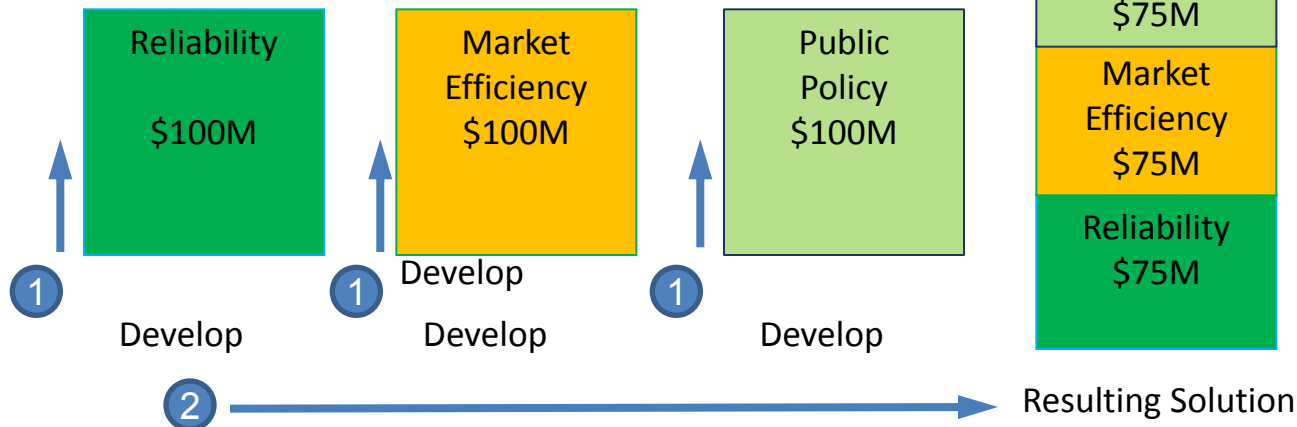 Reliability
$100M
Market
Efficiency
$100M
Public
Policy
$100M
$75M
Market
Efficiency
$75M
Reliability
$75M
1
1
1
Develop
Develop
Develop
Develop
2
Resulting Solution